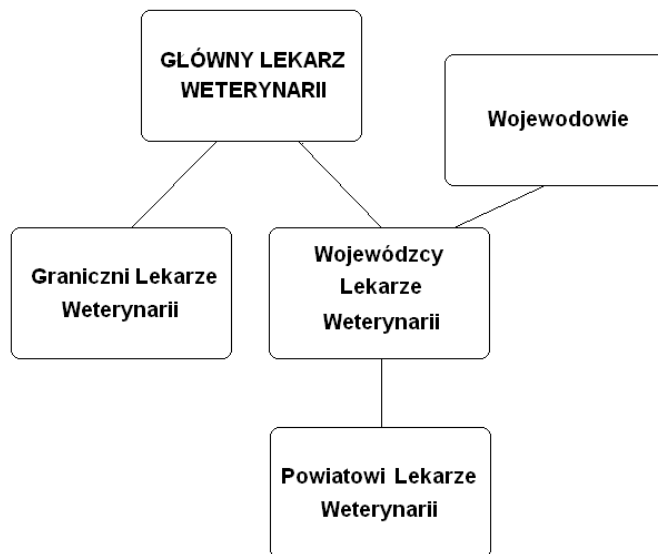 GŁÓWNY LEKARZ
WETERYNARII
Wojewodowie
Graniczni Lekarze
Weterynarii
Wojewódzcy
Lekarze
Weterynarii
Powiatowi Lekarze
Weterynarii